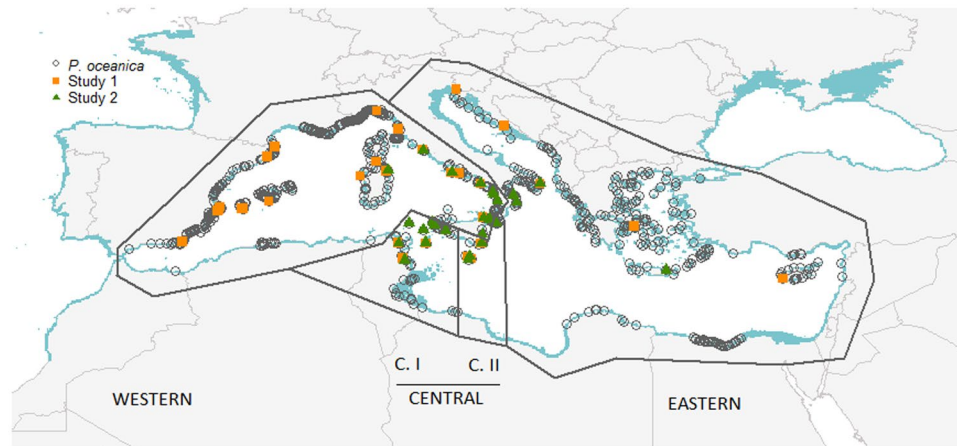 P. oceanica
Study 1
Study 2
C. I
C. II
WESTERN
CENTRAL
EASTERN